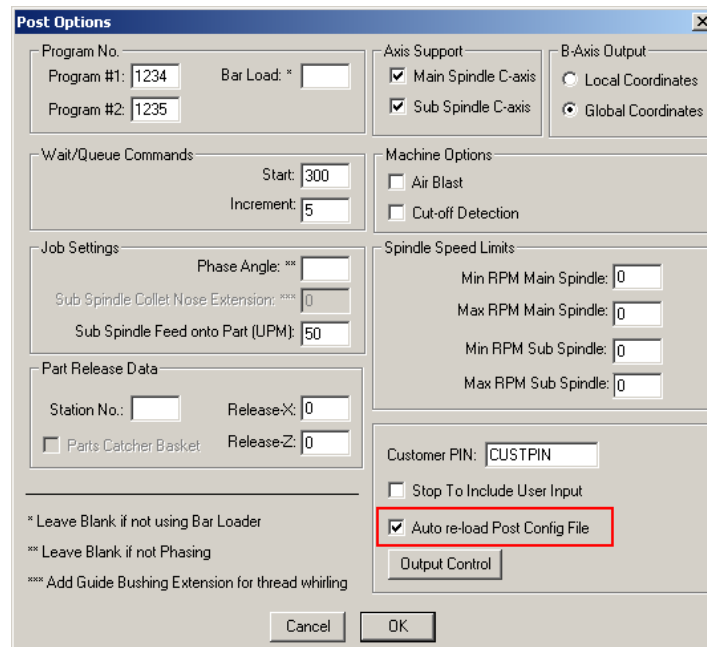 Post Options
Program No.
Program #1: 1234
Bar Load: *
Program #2: 1235
Axis Support
Main Spindle C-axis
Sub Spindle C-axis
B-Axis Output
Local Coordinates
Global Coordinates
Wait/Queue Commands
Start: 300
Increment: 5
Machine Options
Air Blast
Cut-off Detection
Job Settings
Phase Angle: **
Sub Spindle Collet Nose Extension: *** 0
Sub Spindle Feed onto Part (UPM): 50
Spindle Speed Limits
Min RPM Main Spindle: 0
Max RPM Main Spindle: 0
Min RPM Sub Spindle: 0
Max RPM Sub Spindle: 0
Part Release Data
Station No.:
Release-X: 0
Parts Catcher Basket
Release-Z: 0
Customer PIN: CUSTPIN
Stop To Include User Input
Auto re-load Post Config File
Output Control
* Leave Blank if not using Bar Loader
** Leave Blank if not Phasing
*** Add Guide Bushing Extension for thread whirling
Cancel
OK